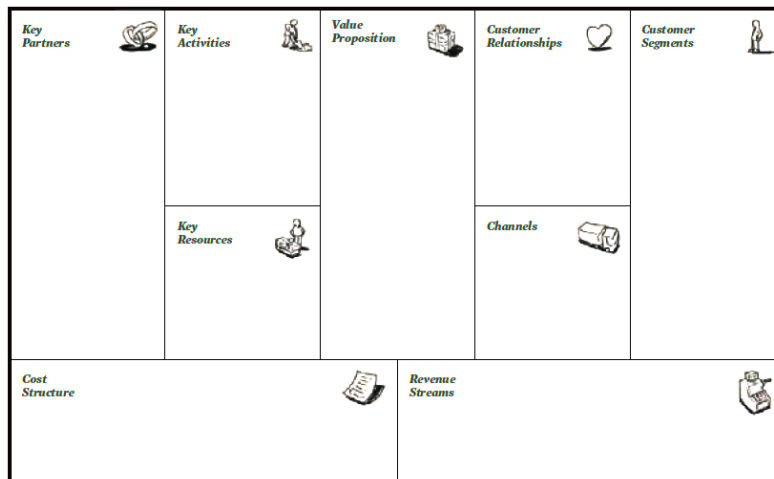 Key
Partners
Key
Activities
Value
Proposition
Customer
Relationships
Customer
Segments
Key
Resources
Channels
Cost
Structure
Revenue
Streams